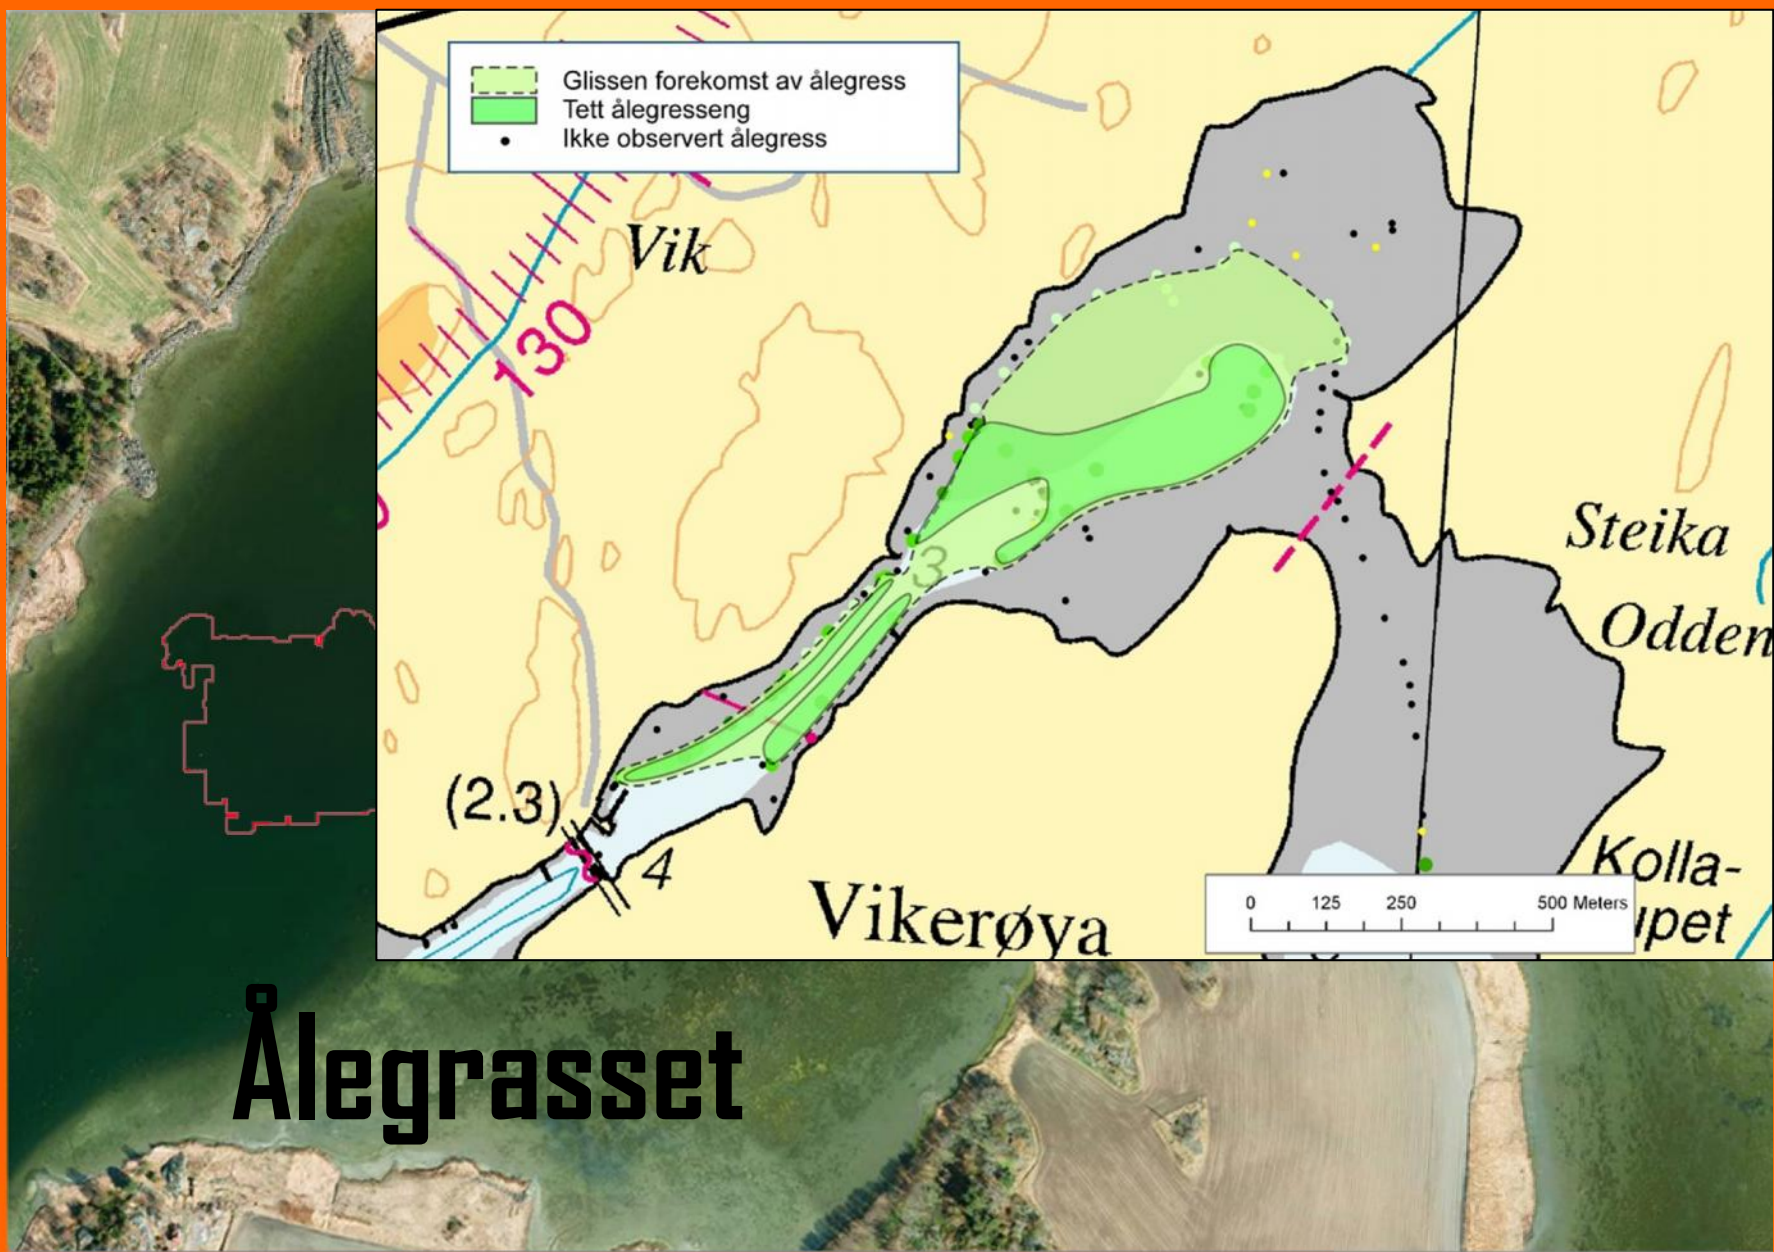 Glissen forekomst av ålegress
Tett ålegresseng
Ikke observert ålegress
Vik
130
3
Steika
Odden
(2.3)
4
Vikerøya
Kolla-
0 125 250 500 Meters
Ålegrasset